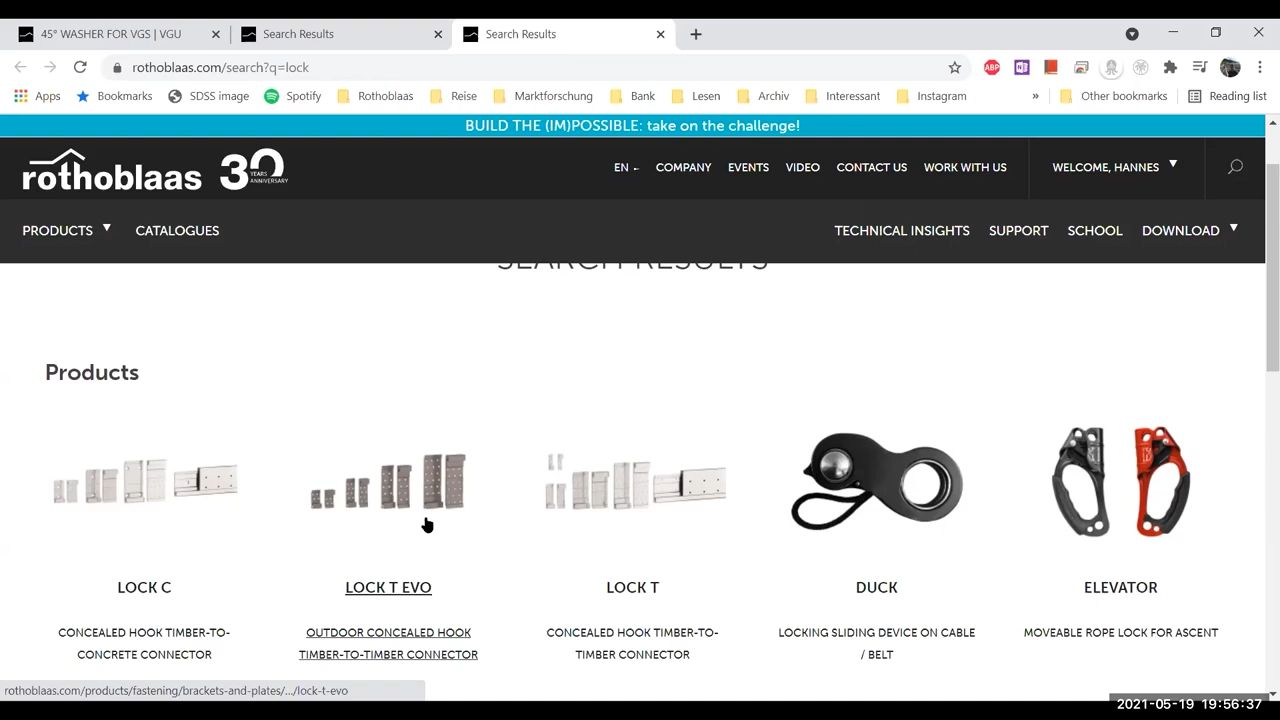 45° WASHER FOR VGS | VGU
Search Results
Search Results
rothoblaas.com/search?q=lock
ABP
Apps
Bookmarks
SDSS image
Spotify
Rothoblaas
Reise
Marktforschung
Bank
Lesen
Archiv
Interessant
Instagram
»
Other bookmarks
Reading list
BUILD THE (IM)POSSIBLE: take on the challenge!
rothoblaas 30 YEARS ANNIVERSARY
EN
COMPANY
EVENTS
VIDEO
CONTACT US
WORK WITH US
WELCOME, HANNES
PRODUCTS
CATALOGUES
TECHNICAL INSIGHTS
SUPPORT
SCHOOL
DOWNLOAD
SEARCH RESULTS
Products
LOCK C
CONCEALED HOOK TIMBER-TO-
CONCRETE CONNECTOR
LOCK T EVO
OUTDOOR CONCEALED HOOK
TIMBER-TO-TIMBER CONNECTOR
LOCK T
CONCEALED HOOK TIMBER-TO-
TIMBER CONNECTOR
DUCK
LOCKING SLIDING DEVICE ON CABLE
/ BELT
ELEVATOR
MOVEABLE ROPE LOCK FOR ASCENT
rothoblaas.com/products/fastening/brackets-and-plates/.../lock-t-evo
2021-05-19 19:56:37